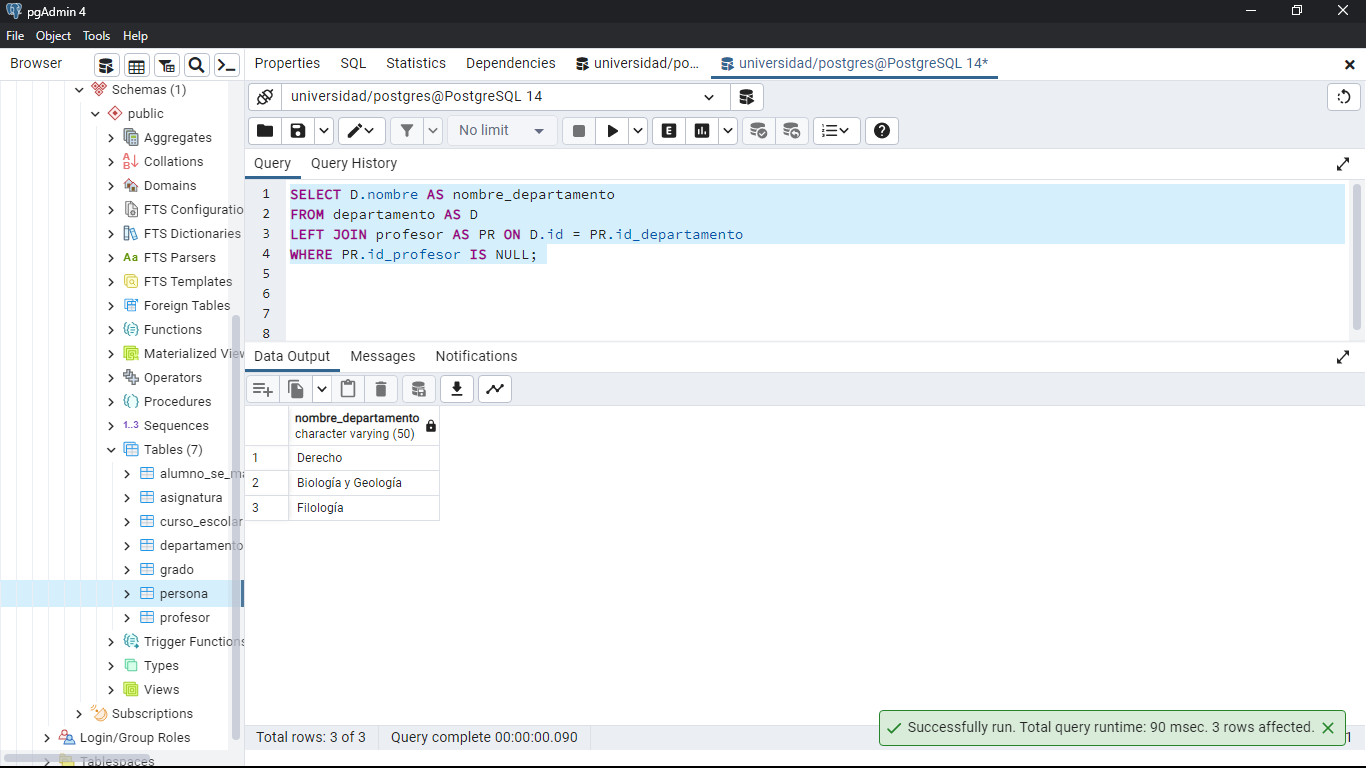 pgAdmin 4
File Object Tools Help
Browser
Properties SQL Statistics Dependencies universidad/po... universidad/postgres@PostgreSQL 14*
Schemas (1)
public
Aggregates
Collations
Domains
FTS Configuratio
FTS Dictionaries
Aa FTS Parsers
FTS Templates
Foreign Tables
Functions
Materialized View
Operators
Procedures
1..3 Sequences
Tables (7)
alumno_se_ma
asignatura
curso_escolar
departamento
grado
persona
profesor
Trigger Functions
Types
Views
Subscriptions
Login/Group Roles
Tablespaces
universidad/postgres@PostgreSQL 14
No limit
E
Query Query History
1 SELECT D.nombre AS nombre_departamento
2 FROM departamento AS D
3 LEFT JOIN profesor AS PR ON D.id = PR.id_departamento
4 WHERE PR.id_profesor IS NULL;
5
6
7
8
Data Output Messages Notifications
nombre_departamento
character varying (50)
1 Derecho
2 Biología y Geología
3 Filología
Total rows: 3 of 3 Query complete 00:00:00.090
Successfully run. Total query runtime: 90 msec. 3 rows affected.
1